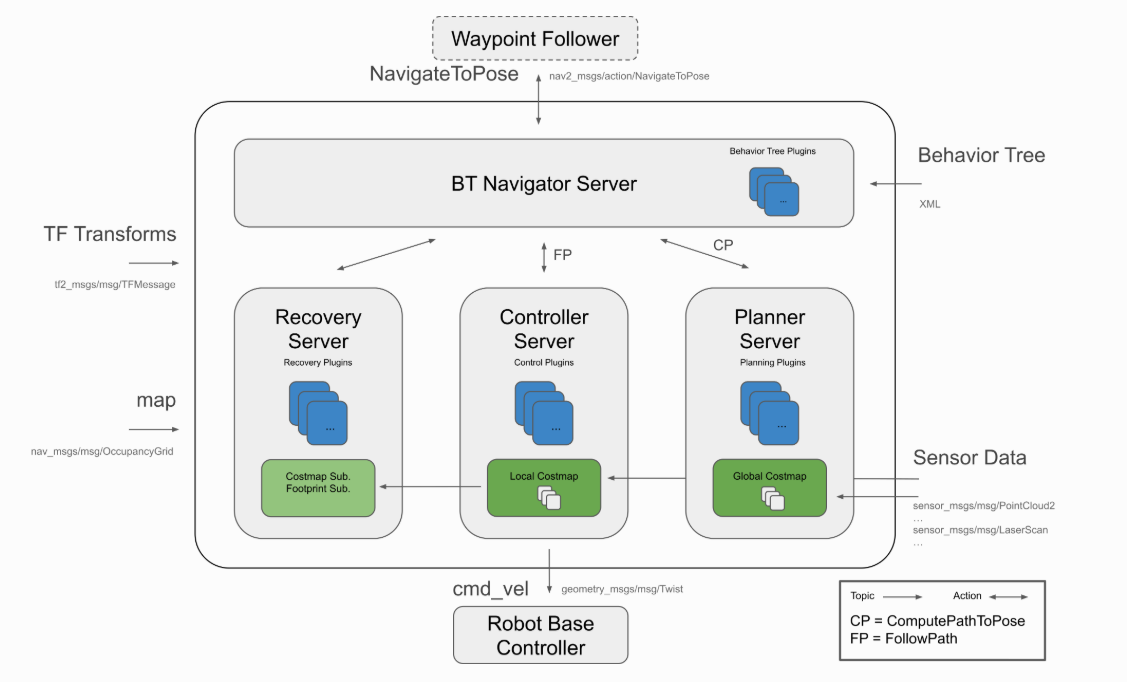 Waypoint Follower
NavigateToPose
nav2_msgs/action/NavigateToPose
Behavior Tree Plugins
BT Navigator Server
...
Behavior Tree
XML
TF Transforms
tf2_msgs/msg/TFMessage
FP
CP
Recovery
Server
Recovery Plugins
...
Costmap Sub.
Footprint Sub.
Controller
Server
Control Plugins
...
Local Costmap
Planner
Server
Planning Plugins
...
Global Costmap
map
nav_msgs/msg/OccupancyGrid
Sensor Data
sensor_msgs/msg/PointCloud2
...
sensor_msgs/msg/LaserScan
...
cmd_vel
geometry_msgs/msg/Twist
Robot Base
Controller
Topic
Action
CP = ComputePathToPose
FP = FollowPath